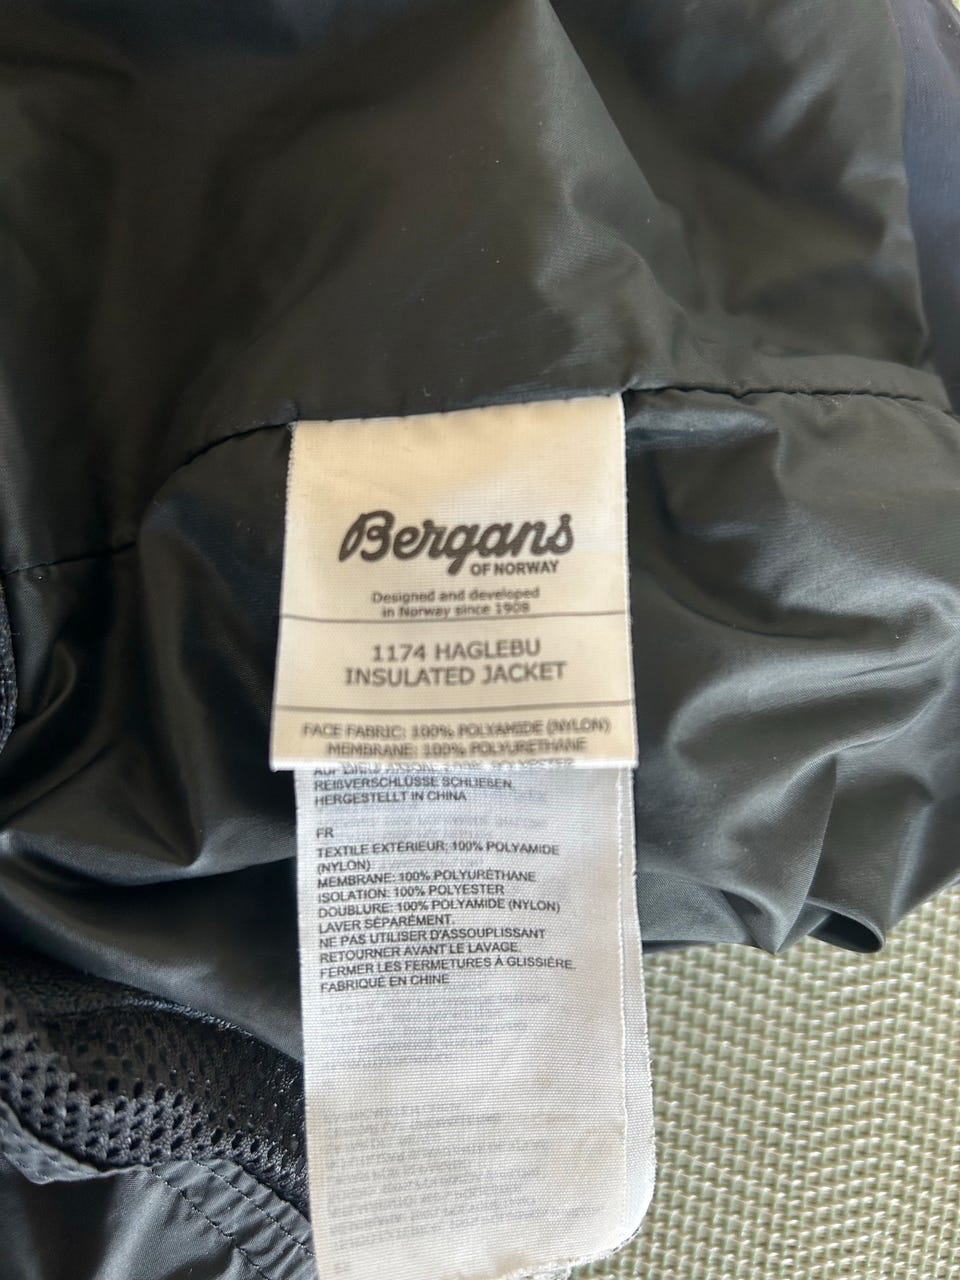 Bergans
OF NORWAY
Designed and developed
in Norway since 1908
1174 HAGLEBU
INSULATED JACKET
FACE FABRIC: 100% POLYAMIDE (NYLON)
MEMBRANE: 100% POLYURETHANE
REIßVERSCHLÜSSE SCHLIEßEN
HERGESTELLT IN CHINA
FR
TEXTILE EXTÉRIEUR: 100% POLYAMIDE
(NYLON)
MEMBRANE: 100% POLYURÉTHANE
ISOLATION: 100% POLYESTER
DOUBLURE: 100% POLYAMIDE (NYLON)
LAVER SÉPARÉMENT.
NE PAS UTILISER D'ASSOUPLISSANT
RETOURNER AVANT LE LAVAGE.
FERMER LES FERMETURES À GLISSIÈRE.
FABRIQUÉ EN CHINE